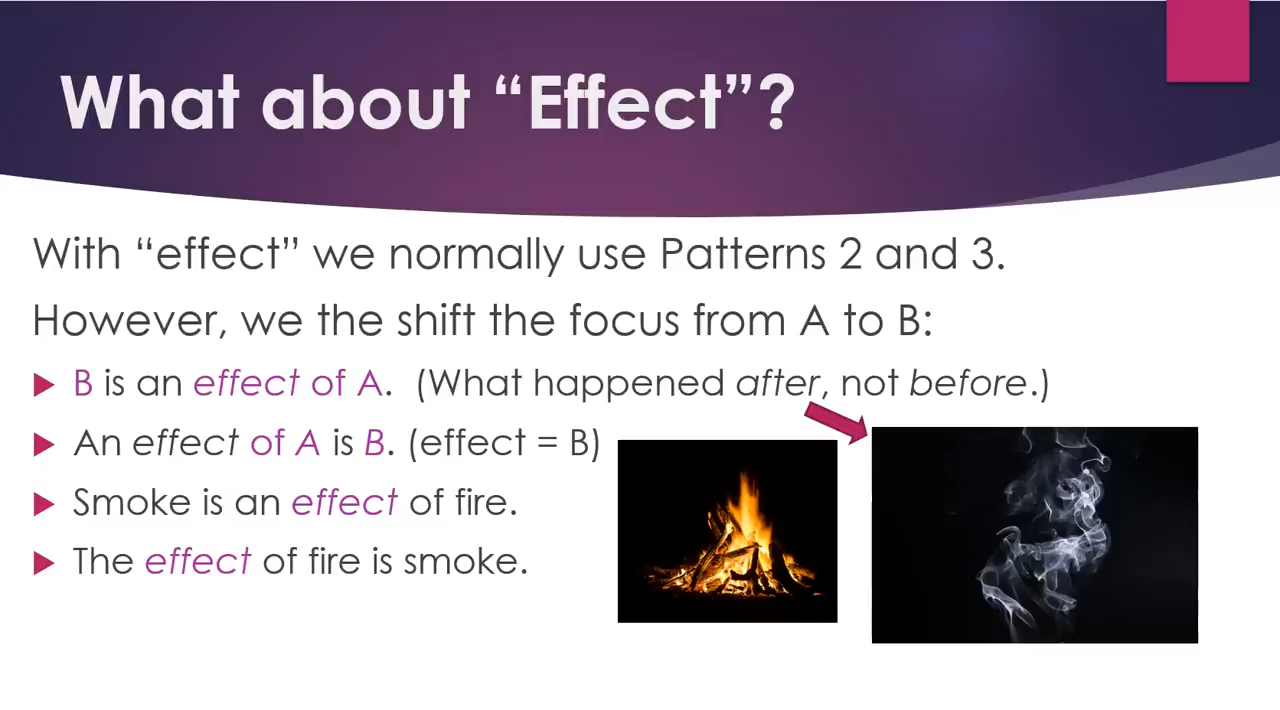 What about “Effect”?
With “effect” we normally use Patterns 2 and 3.
However, we the shift the focus from A to B:
B is an effect of A. (What happened after, not before.)
An effect of A is B. (effect = B)
Smoke is an effect of fire.
The effect of fire is smoke.